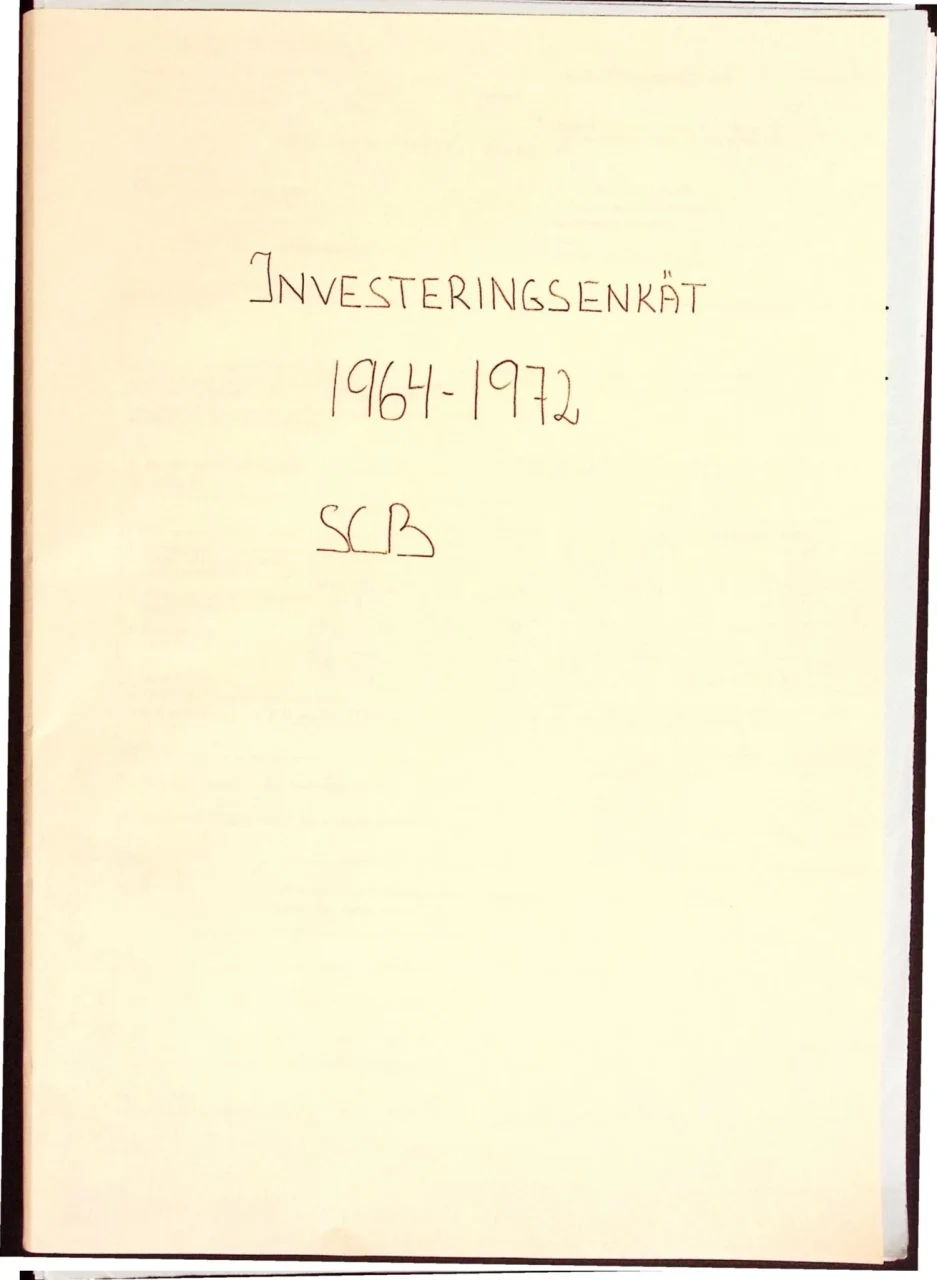 INVESTERINGSENKÄT
1964-1972
SCB